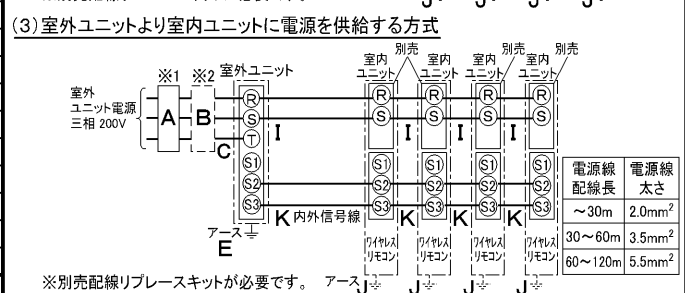 (3)室外ユニットより室内ユニットに電源を供給する方式
※1 ※2 室外ユニット 室内ユニット 別売 室内ユニット 室内ユニット 別売 室内ユニット 別売
室外
ユニット電源
三相 200V
A B C
R S T S1 S2 S3
I I I I
R S S1 S2 S3
R S S1 S2 S3
R S S1 S2 S3
R S S1 S2 S3
K 内外信号線 K K K
アース
E
ワイヤレス リモコン
ワイヤレス リモコン
ワイヤレス リモコン
ワイヤレス リモコン
電源線配線長 電源線太さ
～30m 2.0mm²
30～60m 3.5mm²
60～120m 5.5mm²
※別売配線リプレースキットが必要です。 アース J J J J